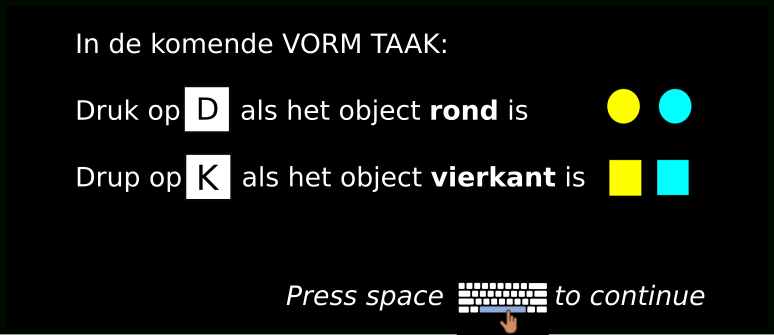 In de komende VORM TAAK:
Druk op D als het object rond is
Drup op K als het object vierkant is
Press space to continue